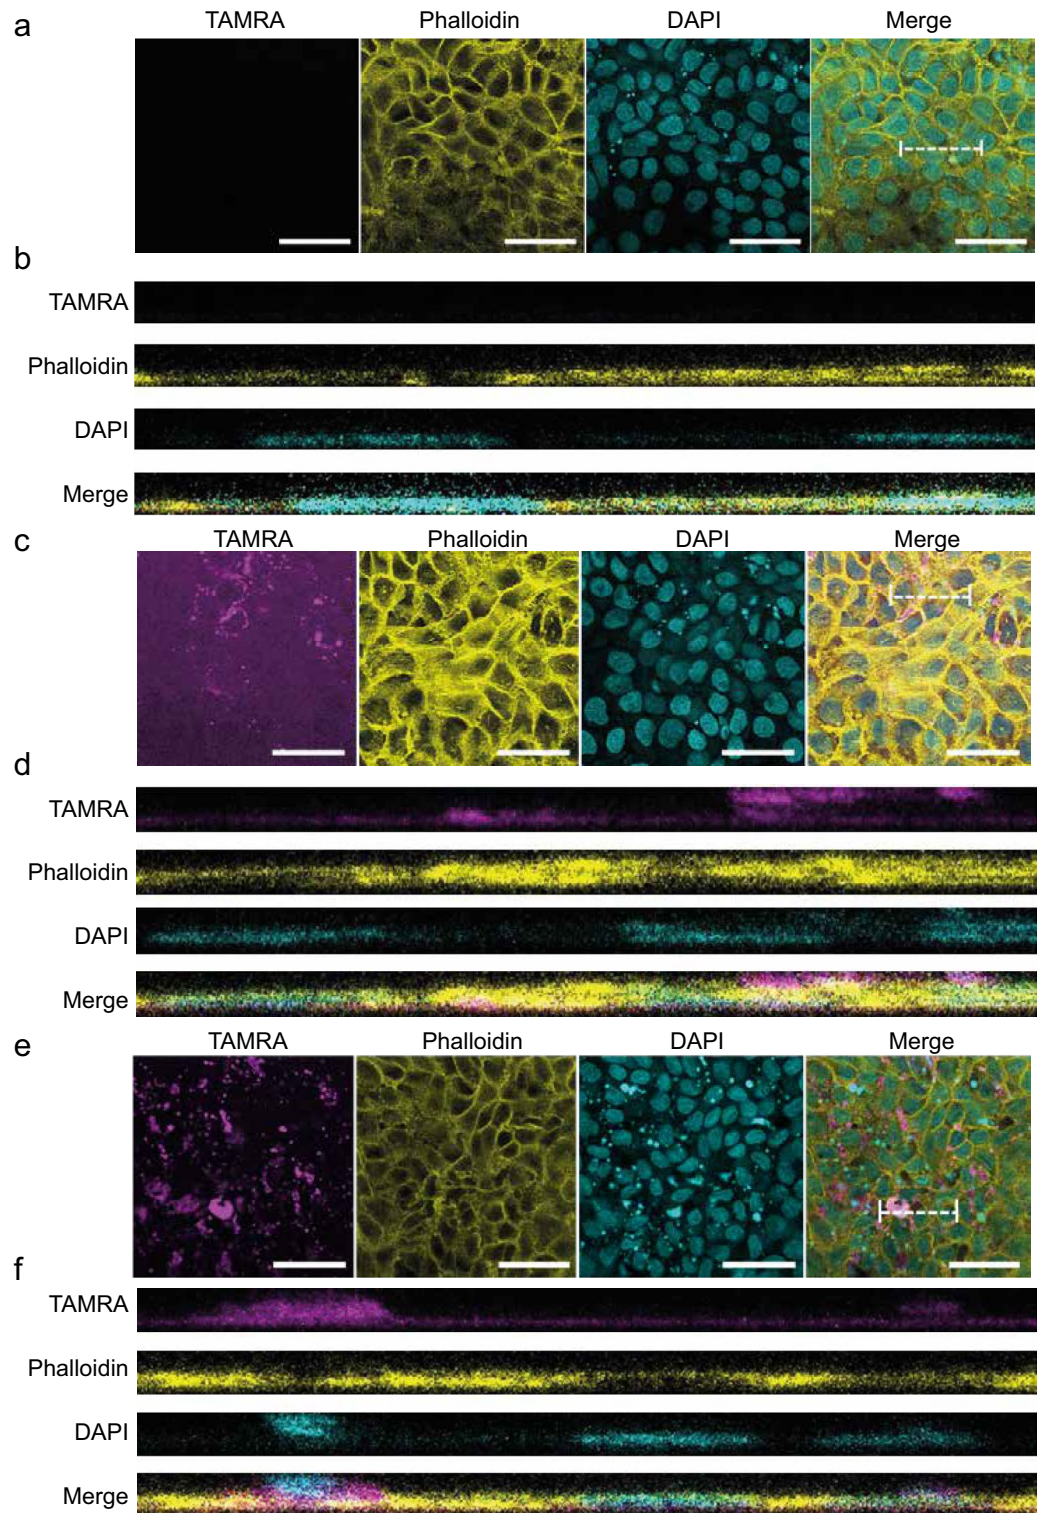 a
TAMRA Phalloidin DAPI Merge
b
TAMRA
Phalloidin
DAPI
Merge
c
TAMRA Phalloidin DAPI Merge
d
TAMRA
Phalloidin
DAPI
Merge
e
TAMRA Phalloidin DAPI Merge
f
TAMRA
Phalloidin
DAPI
Merge